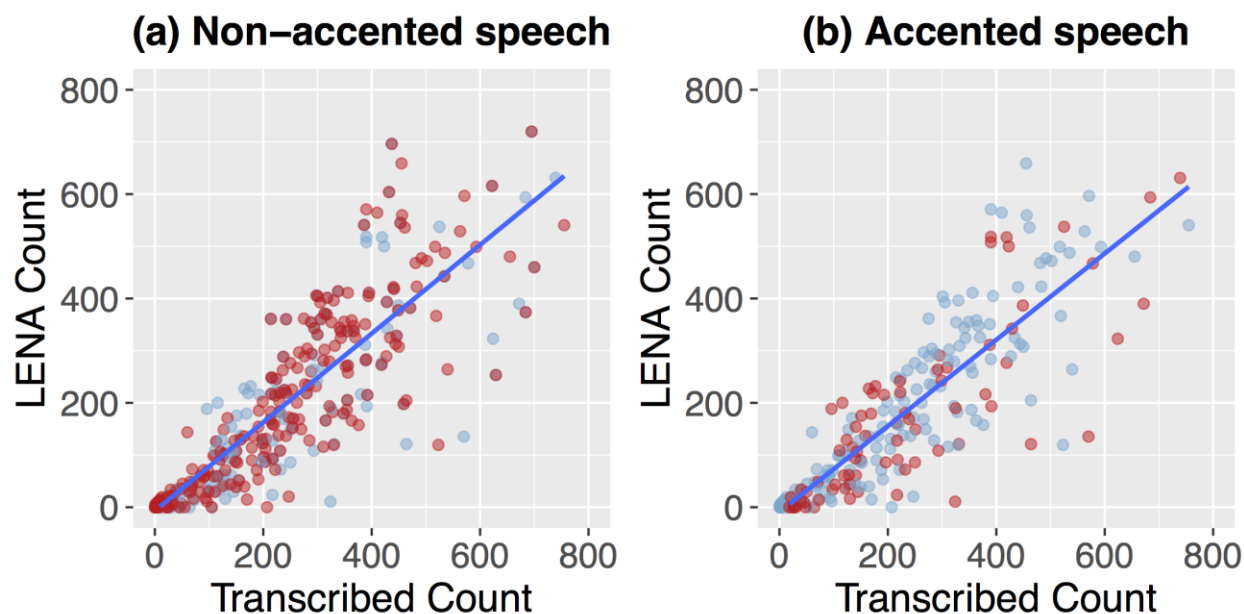 (a) Non−accented speech
LENA Count
800
600
400
200
0
0 200 400 600 800
Transcribed Count
(b) Accented speech
LENA Count
800
600
400
200
0
0 200 400 600 800
Transcribed Count